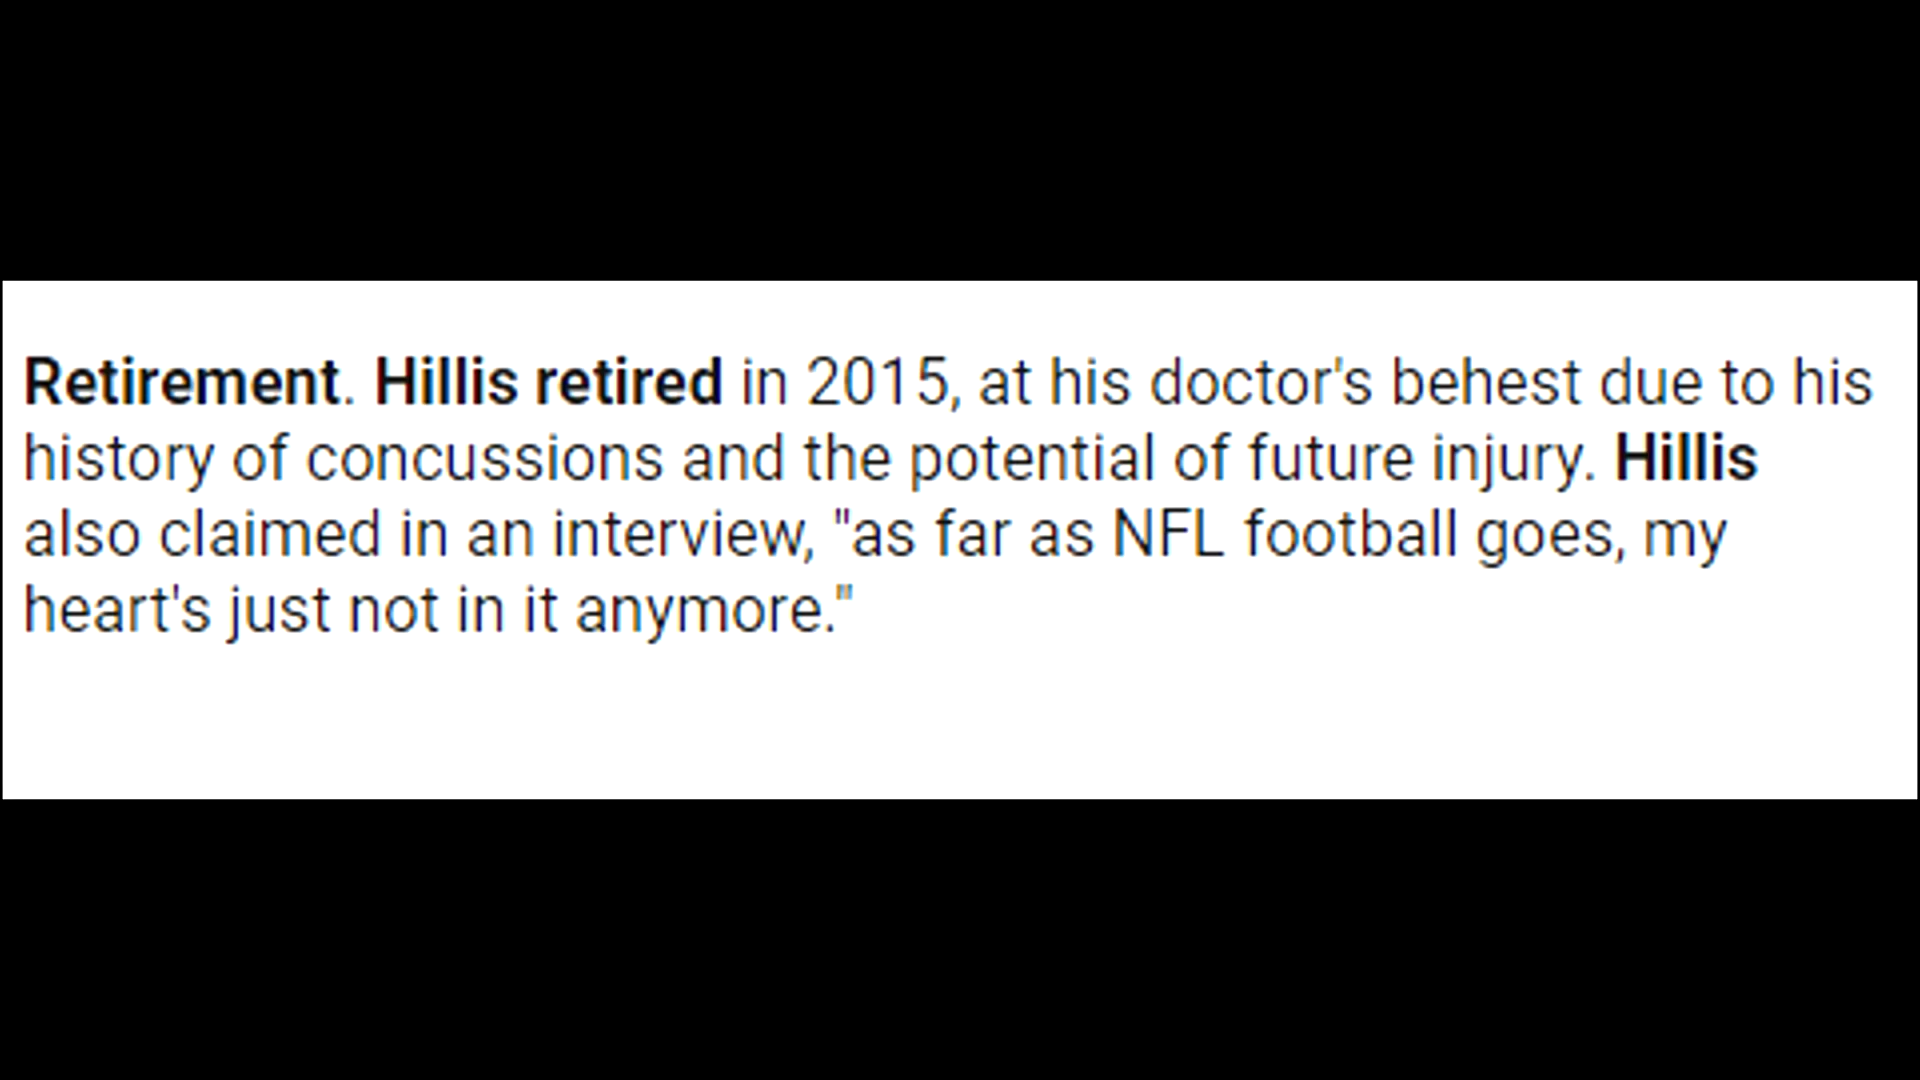 Retirement. Hillis retired in 2015, at his doctor's behest due to his
history of concussions and the potential of future injury. Hillis
also claimed in an interview, "as far as NFL football goes, my
heart's just not in it anymore."